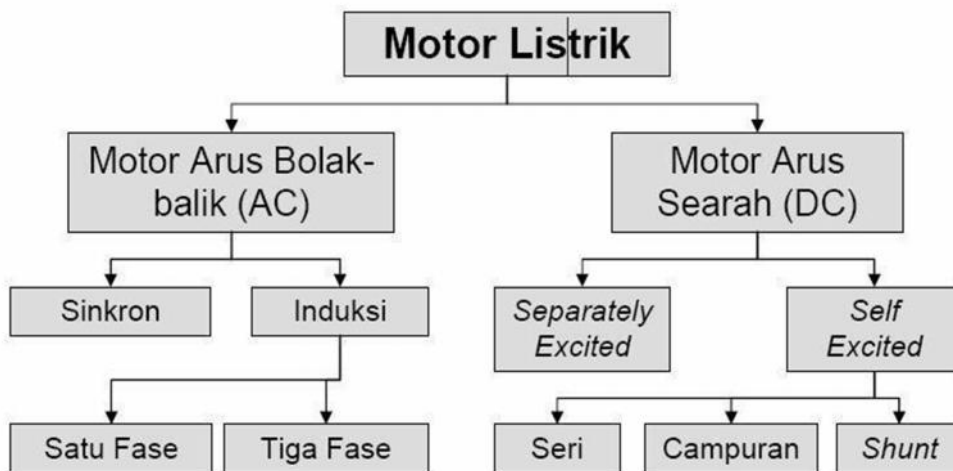 Motor Listrik
Motor Arus Bolak-
balik (AC)
Motor Arus
Searah (DC)
Sinkron
Induksi
Separately
Excited
Self
Excited
Satu Fase
Tiga Fase
Seri
Campuran
Shunt